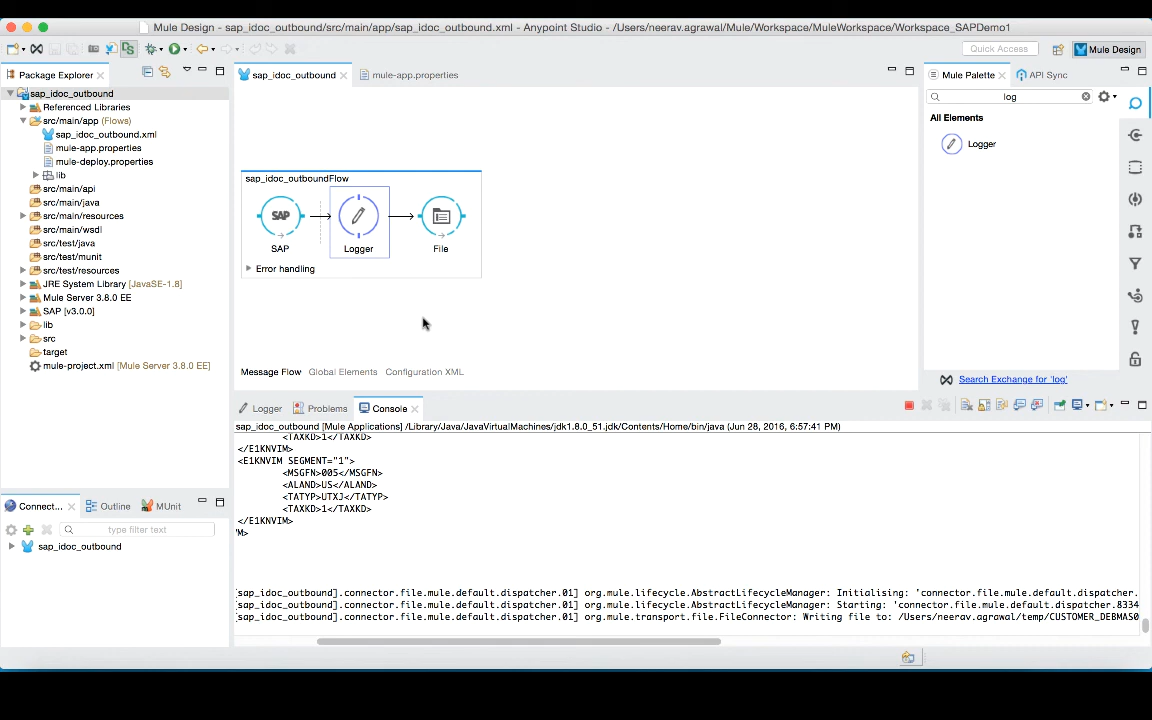 Mule Design - sap_idoc_outbound/src/main/app/sap_idoc_outbound.xml - Anypoint Studio - /Users/neerav.agrawal/Mule/Workspace/MuleWorkspace/Workspace_SAPDemo1
Quick Access
Mule Design
Package Explorer
sap_idoc_outbound
mule-app.properties
Mule Palette
API Sync
sap_idoc_outbound
Referenced Libraries
src/main/app (Flows)
sap_idoc_outbound.xml
mule-app.properties
mule-deploy.properties
lib
src/main/api
src/main/java
src/main/resources
src/main/wsdl
src/test/java
src/test/munit
src/test/resources
JRE System Library [JavaSE-1.8]
Mule Server 3.8.0 EE
SAP [v3.0.0]
lib
src
target
mule-project.xml [Mule Server 3.8.0 EE]
sap_idoc_outboundFlow
SAP
SAP
Logger
File
Error handling
Message Flow
Global Elements
Configuration XML
log
All Elements
Logger
Search Exchange for 'log'
Logger
Problems
Console
sap_idoc_outbound [Mule Applications] /Library/Java/JavaVirtualMachines/jdk1.8.0_51.jdk/Contents/Home/bin/java (Jun 28, 2016, 6:57:41 PM)
<TAXKD>1</TAXKD>
</E1KNVIM>
<E1KNVIM SEGMENT="1">
<MSGFN>005</MSGFN>
<ALAND>US</ALAND>
<TATYP>UTXJ</TATYP>
<TAXKD>1</TAXKD>
</E1KNVIM>
M>
[sap_idoc_outbound].connector.file.mule.default.dispatcher.01] org.mule.lifecycle.AbstractLifecycleManager: Initialising: 'connector.file.mule.default.dispatcher.
[sap_idoc_outbound].connector.file.mule.default.dispatcher.01] org.mule.lifecycle.AbstractLifecycleManager: Starting: 'connector.file.mule.default.dispatcher.8334
[sap_idoc_outbound].connector.file.mule.default.dispatcher.01] org.mule.transport.file.FileConnector: Writing file to: /Users/neerav.agrawal/temp/CUSTOMER_DEBMAS0
Connect...
Outline
MUnit
type filter text
sap_idoc_outbound